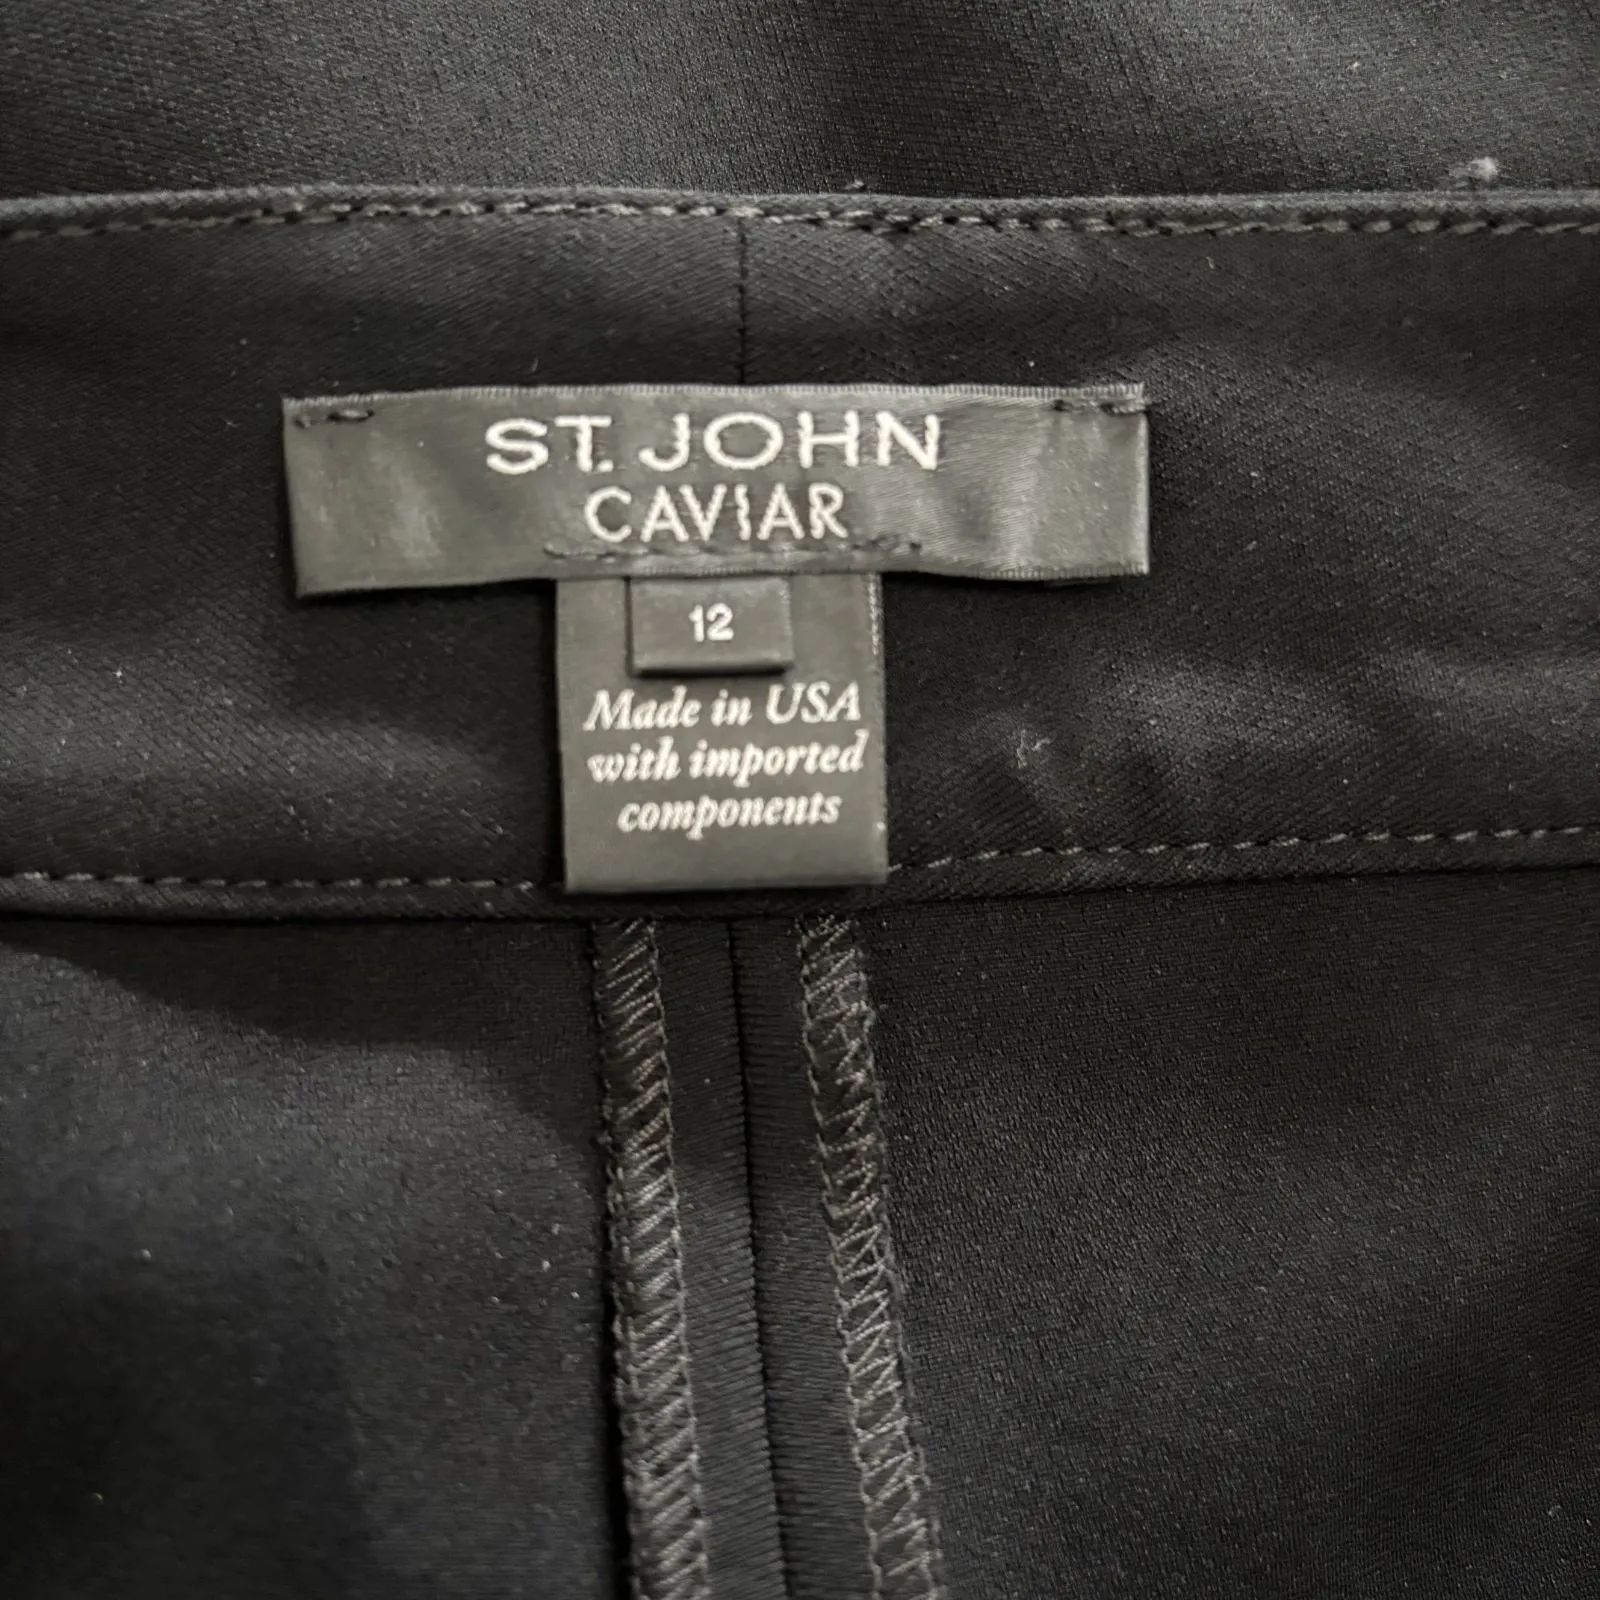 ST. JOHN
CAVIAR
12
Made in USA
with imported
components